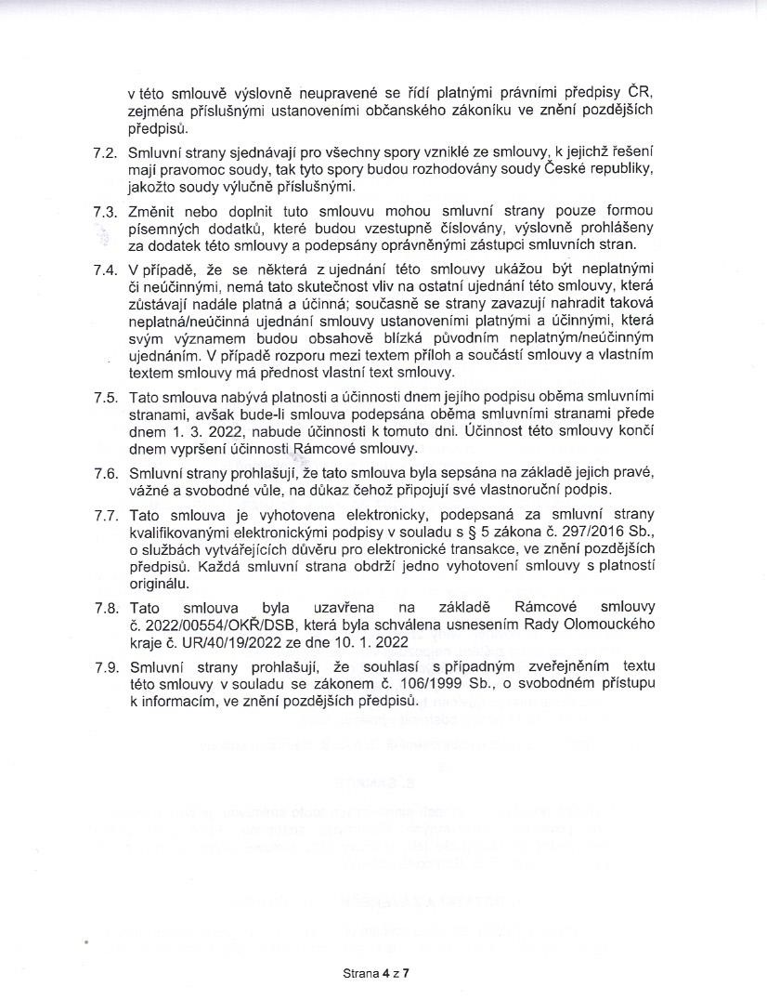 v této smlouvě výslovně neupravené se řídí platnými právními předpisy ČR,
zejména příslušnými ustanoveními občanského zákoníku ve znění pozdějších
předpisů.
7.2. Smluvní strany sjednávají pro všechny spory vzniklé ze smlouvy, k jejichž řešení
mají pravomoc soudy, tak tyto spory budou rozhodovány soudy České republiky,
jakožto soudy výlučně příslušnými.
7.3. Změnit nebo doplnit tuto smlouvu mohou smluvní strany pouze formou
písemných dodatků, které budou vzestupně číslovány, výslovně prohlášeny
za dodatek této smlouvy a podepsány oprávněnými zástupci smluvních stran.
7.4. V případě, že se některá z ujednání této smlouvy ukážou být neplatnými
či neúčinnými, nemá tato skutečnost vliv na ostatní ujednání této smlouvy, která
zůstávají nadále platná a účinná; současně se strany zavazují nahradit taková
neplatná/neúčinná ujednání smlouvy ustanoveními platnými a účinnými, která
svým významem budou obsahově blízká původním neplatným/neúčinným
ujednáním. V případě rozporu mezi textem příloh a součástí smlouvy a vlastním
textem smlouvy má přednost vlastní text smlouvy.
7.5. Tato smlouva nabývá platnosti a účinnosti dnem jejího podpisu oběma smluvními
stranami, avšak bude-li smlouva podepsána oběma smluvními stranami přede
dnem 1. 3. 2022, nabude účinnosti k tomuto dni. Účinnost této smlouvy končí
dnem vypršení účinnosti Rámcové smlouvy.
7.6. Smluvní strany prohlašují, že tato smlouva byla sepsána na základě jejich pravé,
vážné a svobodné vůle, na důkaz čehož připojují své vlastnoruční podpis.
7.7. Tato smlouva je vyhotovena elektronicky, podepsaná za smluvní strany
kvalifikovanými elektronickými podpisy v souladu s § 5 zákona č. 297/2016 Sb.,
o službách vytvářejících důvěru pro elektronické transakce, ve znění pozdějších
předpisů. Každá smluvní strana obdrží jedno vyhotovení smlouvy s platností
originálu.
7.8. Tato smlouva byla uzavřena na základě Rámcové smlouvy
č. 2022/00554/OKŘ/DSB, která byla schválena usnesením Rady Olomouckého
kraje č. UR/40/19/2022 ze dne 10. 1. 2022
7.9. Smluvní strany prohlašují, že souhlasí s případným zveřejněním textu
této smlouvy v souladu se zákonem č. 106/1999 Sb., o svobodném přístupu
k informacím, ve znění pozdějších předpisů.
Strana 4 z 7